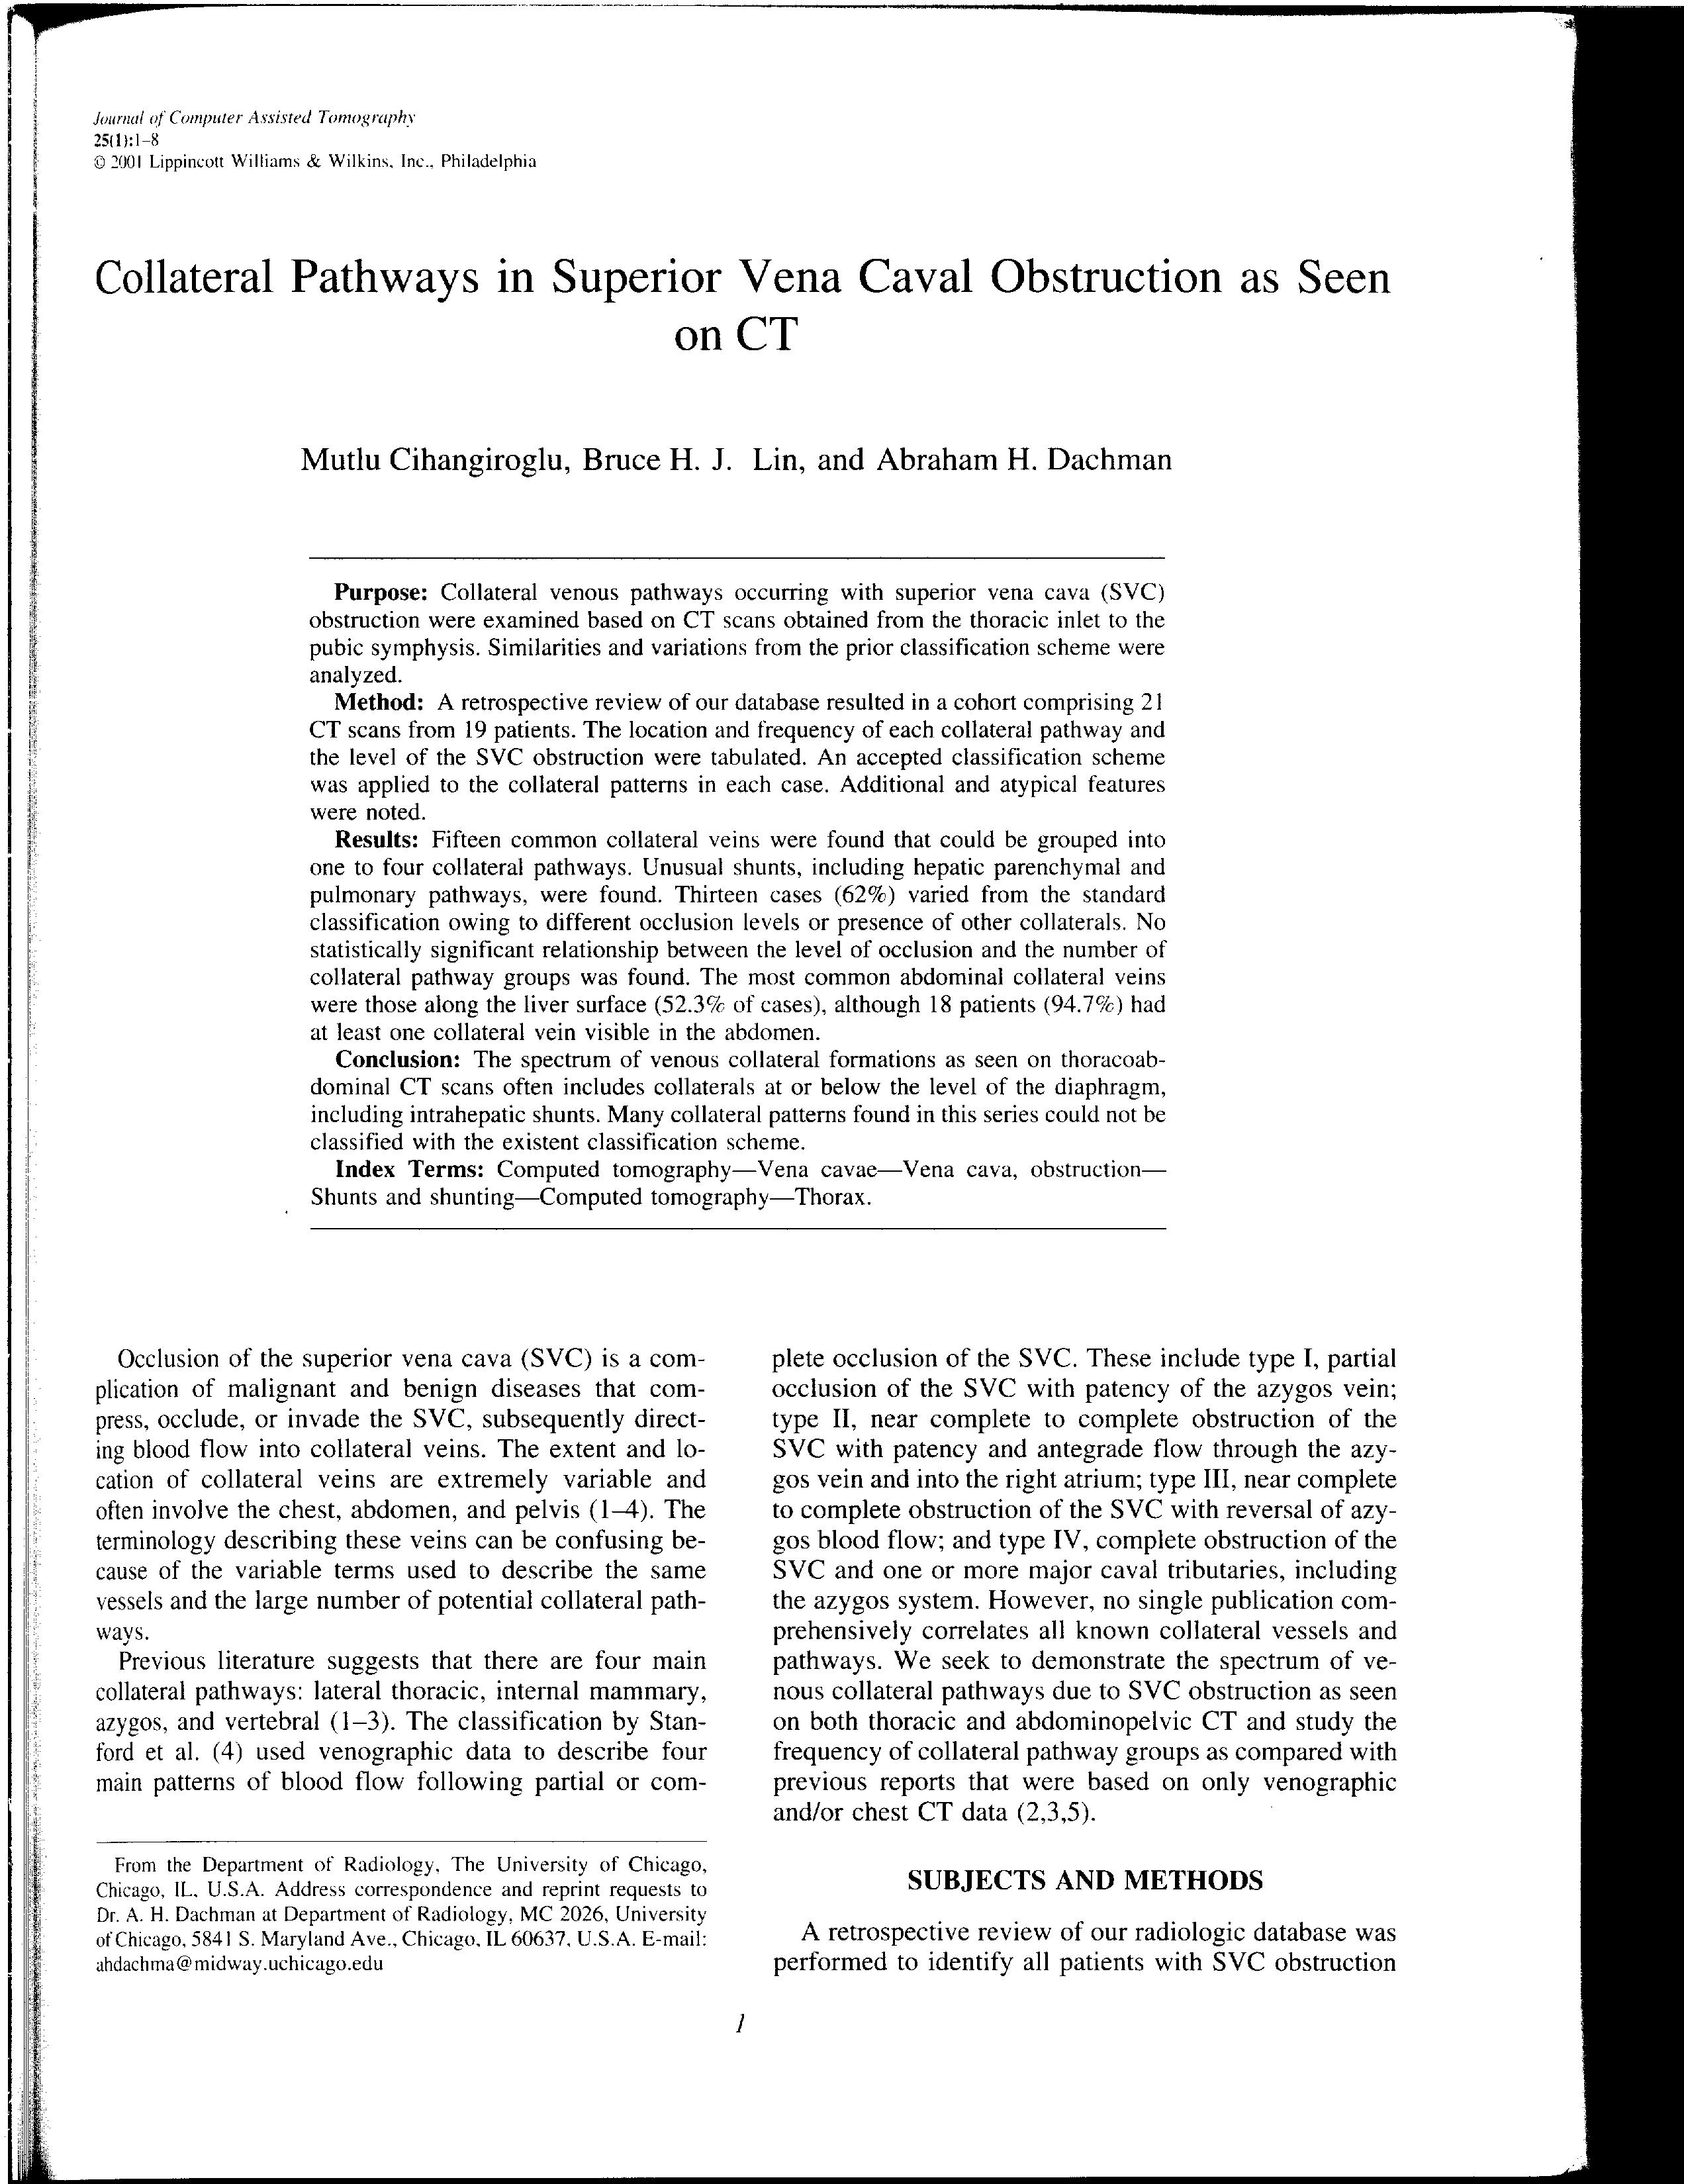 Journal of Computer Assisted Tomography
25(1):1–8
© 2001 Lippincott Williams & Wilkins, Inc., Philadelphia
Collateral Pathways in Superior Vena Caval Obstruction as Seen
on CT
Mutlu Cihangiroglu, Bruce H. J. Lin, and Abraham H. Dachman
Purpose: Collateral venous pathways occurring with superior vena cava (SVC)
obstruction were examined based on CT scans obtained from the thoracic inlet to the
pubic symphysis. Similarities and variations from the prior classification scheme were
analyzed.
Method: A retrospective review of our database resulted in a cohort comprising 21
CT scans from 19 patients. The location and frequency of each collateral pathway and
the level of the SVC obstruction were tabulated. An accepted classification scheme
was applied to the collateral patterns in each case. Additional and atypical features
were noted.
Results: Fifteen common collateral veins were found that could be grouped into
one to four collateral pathways. Unusual shunts, including hepatic parenchymal and
pulmonary pathways, were found. Thirteen cases (62%) varied from the standard
classification owing to different occlusion levels or presence of other collaterals. No
statistically significant relationship between the level of occlusion and the number of
collateral pathway groups was found. The most common abdominal collateral veins
were those along the liver surface (52.3% of cases), although 18 patients (94.7%) had
at least one collateral vein visible in the abdomen.
Conclusion: The spectrum of venous collateral formations as seen on thoracoab-
dominal CT scans often includes collaterals at or below the level of the diaphragm,
including intrahepatic shunts. Many collateral patterns found in this series could not be
classified with the existent classification scheme.
Index Terms: Computed tomography—Vena cavae—Vena cava, obstruction—
Shunts and shunting—Computed tomography—Thorax.
Occlusion of the superior vena cava (SVC) is a com-
plication of malignant and benign diseases that com-
press, occlude, or invade the SVC, subsequently direct-
ing blood flow into collateral veins. The extent and lo-
cation of collateral veins are extremely variable and
often involve the chest, abdomen, and pelvis (1–4). The
terminology describing these veins can be confusing be-
cause of the variable terms used to describe the same
vessels and the large number of potential collateral path-
ways.
Previous literature suggests that there are four main
collateral pathways: lateral thoracic, internal mammary,
azygos, and vertebral (1–3). The classification by Stan-
ford et al. (4) used venographic data to describe four
main patterns of blood flow following partial or com-
From the Department of Radiology, The University of Chicago,
Chicago, IL, U.S.A. Address correspondence and reprint requests to
Dr. A. H. Dachman at Department of Radiology, MC 2026, University
of Chicago, 5841 S. Maryland Ave., Chicago, IL 60637, U.S.A. E-mail:
ahdachma@midway.uchicago.edu
plete occlusion of the SVC. These include type I, partial
occlusion of the SVC with patency of the azygos vein;
type II, near complete to complete obstruction of the
SVC with patency and antegrade flow through the azy-
gos vein and into the right atrium; type III, near complete
to complete obstruction of the SVC with reversal of azy-
gos blood flow; and type IV, complete obstruction of the
SVC and one or more major caval tributaries, including
the azygos system. However, no single publication com-
prehensively correlates all known collateral vessels and
pathways. We seek to demonstrate the spectrum of ve-
nous collateral pathways due to SVC obstruction as seen
on both thoracic and abdominopelvic CT and study the
frequency of collateral pathway groups as compared with
previous reports that were based on only venographic
and/or chest CT data (2,3,5).
SUBJECTS AND METHODS
A retrospective review of our radiologic database was
performed to identify all patients with SVC obstruction
1